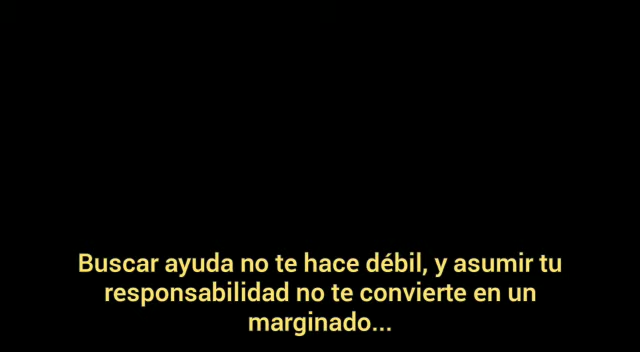 Buscar ayuda no te hace débil, y asumir tu
responsabilidad no te convierte en un
marginado...